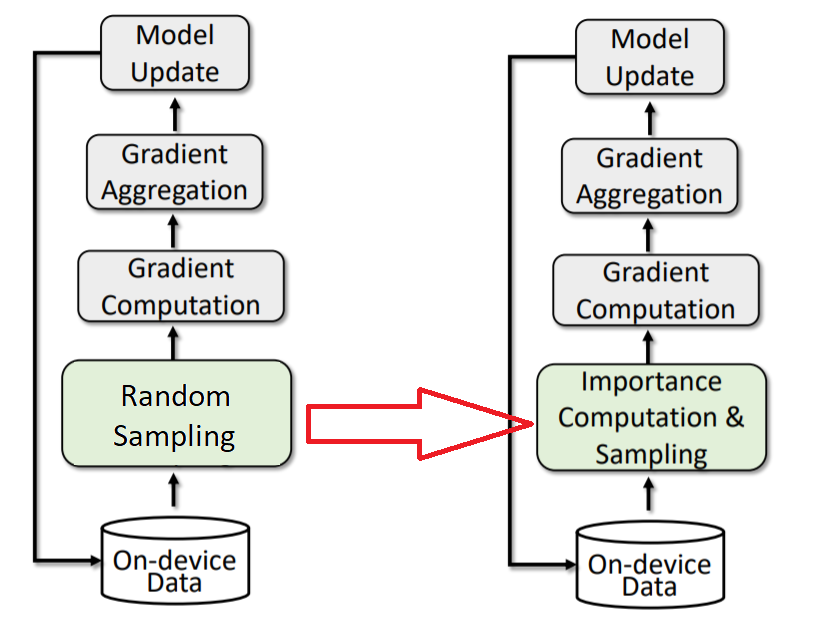 Model
Update
Gradient
Aggregation
Gradient
Computation
Random
Sampling
On-device
Data
Model
Update
Gradient
Aggregation
Gradient
Computation
Importance
Computation &
Sampling
On-device
Data